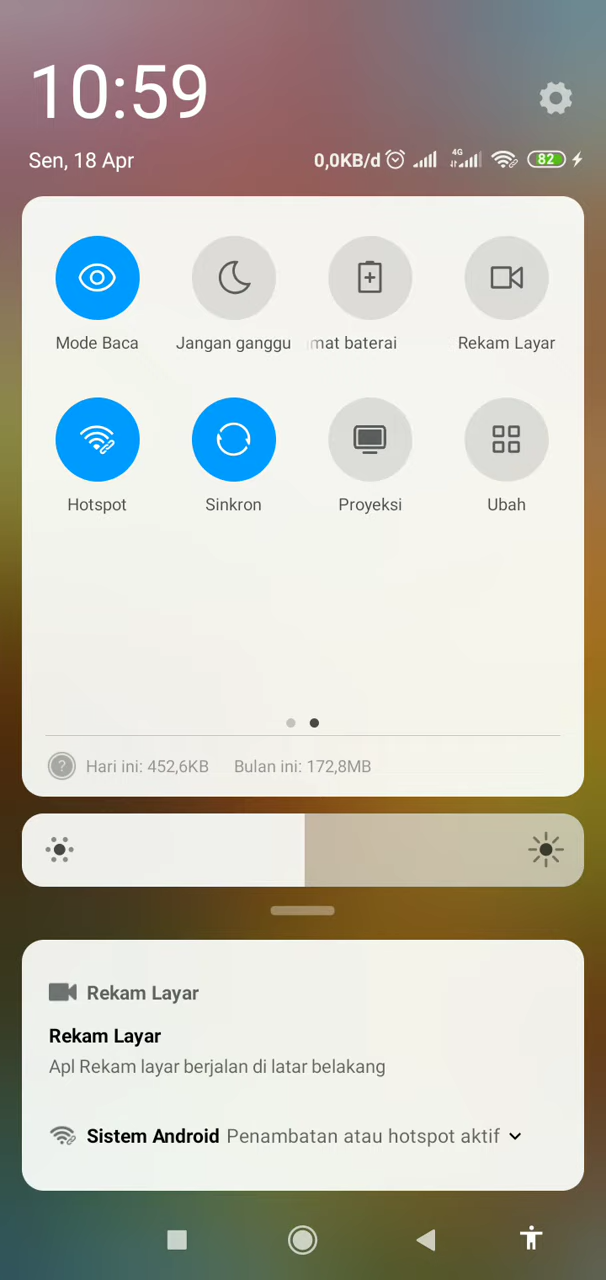 10:59
Sen, 18 Apr
0,0KB/d 4G 82
Mode Baca
Jangan ganggu
mat baterai
Rekam Layar
Hotspot
Sinkron
Proyeksi
Ubah
? Hari ini: 452,6KB Bulan ini: 172,8MB
Rekam Layar
Rekam Layar
Apl Rekam layar berjalan di latar belakang
Sistem Android Penambatan atau hotspot aktif